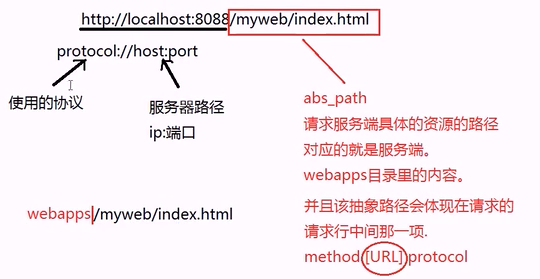 http://localhost:8088/myweb/index.html
protocol://host:port
使用的协议
服务器路径
ip:端口
abs_path
请求服务端具体的资源的路径
对应的就是服务端。
webapps目录里的内容。
webapps/myweb/index.html
并且该抽象路径会体现在请求的
请求行中间那一项.
method [URL] protocol